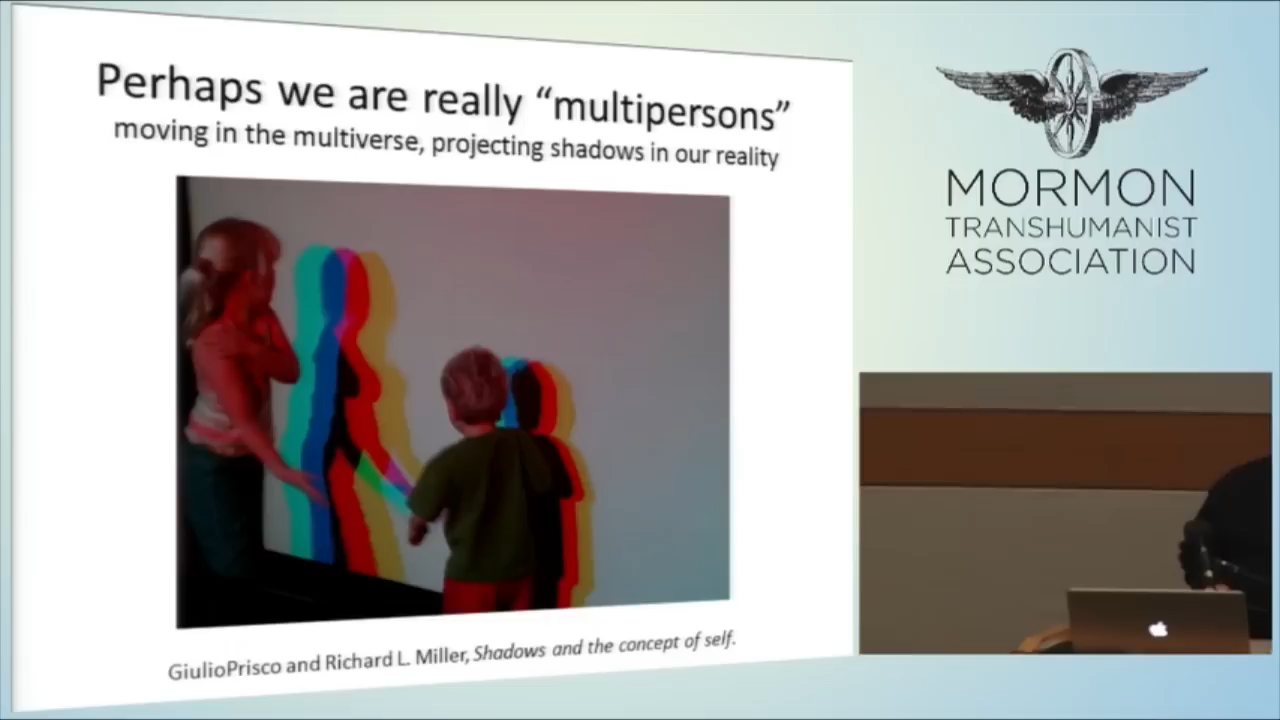 Perhaps we are really “multipersons”
moving in the multiverse, projecting shadows in our reality
GiulioPrisco and Richard L. Miller, Shadows and the concept of self.
MORMON
TRANSHUMANIST
ASSOCIATION